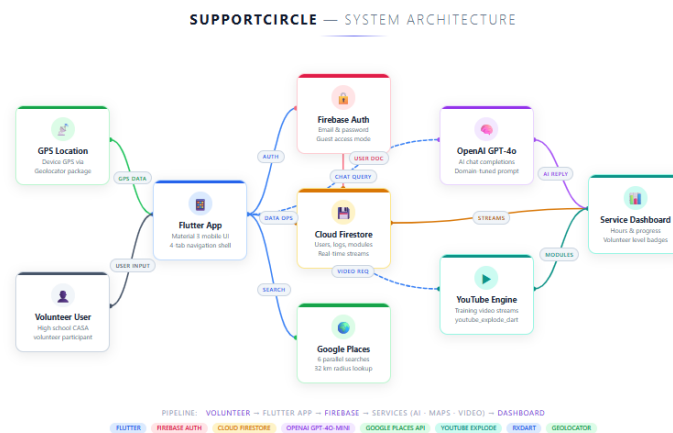 SUPPORTCIRCLE — SYSTEM ARCHITECTURE
GPS Location
Device GPS via
Geolocator package
Volunteer User
High school CASA
volunteer participant
GPS DATA
USER INPUT
Flutter App
Material 3 mobile UI
4-tab navigation shell
AUTH
DATA OPS
SEARCH
Firebase Auth
Email & password
Guest access mode
USER DOC
CHAT QUERY
Cloud Firestore
Users, logs, modules
Real-time streams
VIDEO REQ
Google Places
6 parallel searches
32 km radius lookup
OpenAI GPT-4o
AI chat completions
Domain-tuned prompt
STREAMS
YouTube Engine
Training video streams
youtube_explode_dart
AI REPLY
MODULES
Service Dashboard
Hours & progress
Volunteer level badges
PIPELINE: VOLUNTEER → FLUTTER APP → FIREBASE → SERVICES (AI · MAPS · VIDEO) → DASHBOARD
FLUTTER FIREBASE AUTH CLOUD FIRESTORE OPENAI GPT-4O-MINI GOOGLE PLACES API YOUTUBE EXPLODE RXDART GEOLOCATOR